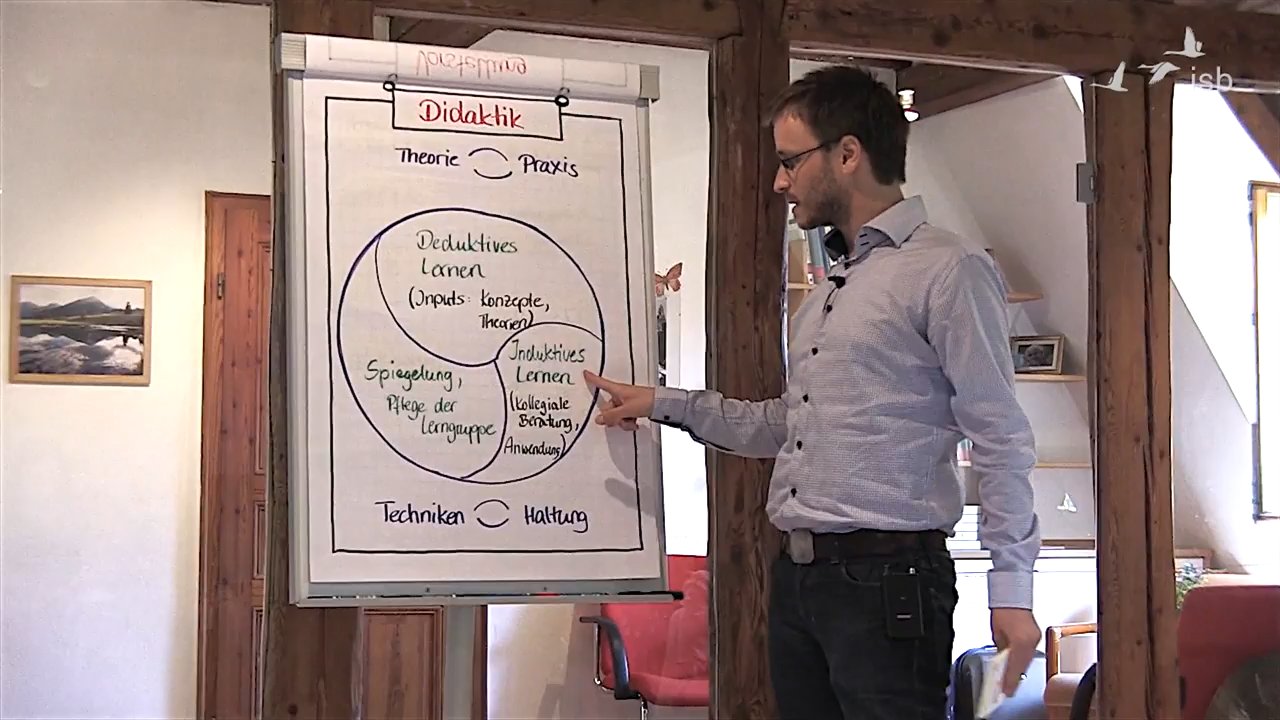 Vorstellung
isb
Didaktik
Theorie Praxis
Deduktives
Lernen
(Inputs: Konzepte,
Theorien)
Induktives
Lernen
(Kollegiale
Beratung,
Anwendung)
Spiegelung,
Pflege der
Lerngruppe
Techniken Haltung